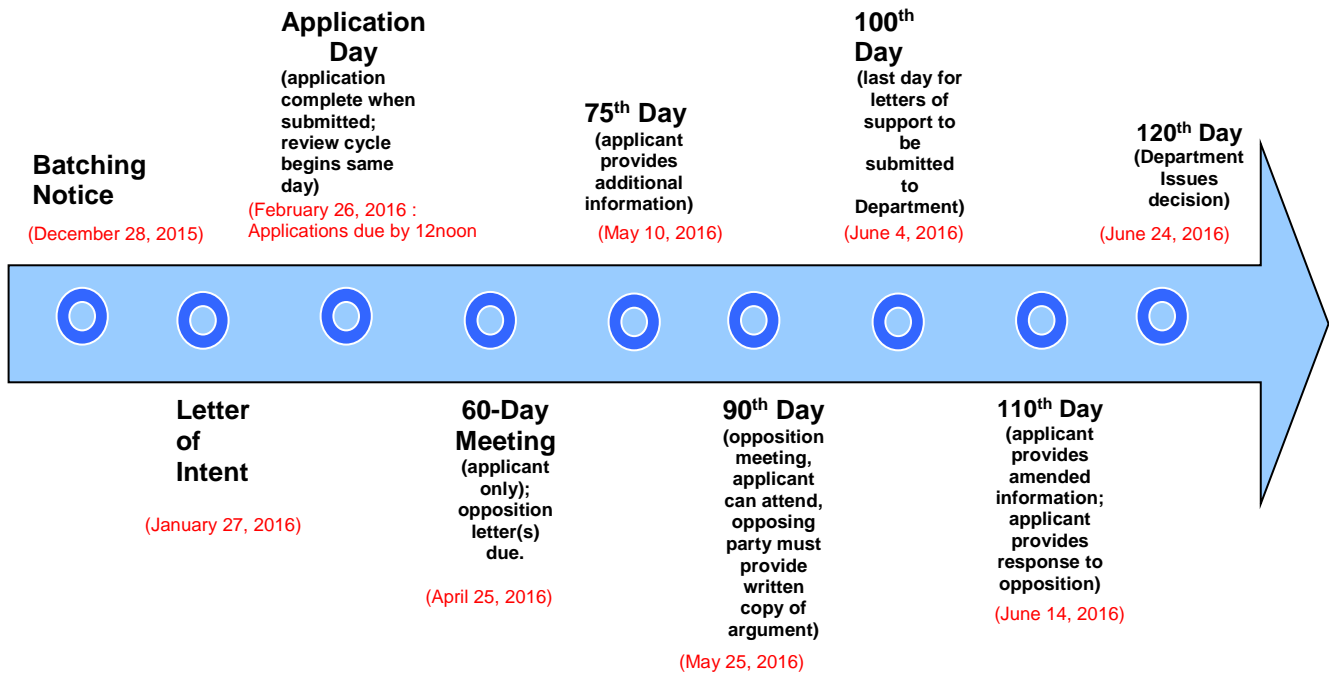 Batching
Notice
(December 28, 2015)
Letter
of
Intent
(January 27, 2016)
Application
Day
(application
complete when
submitted;
review cycle
begins same
day)
(February 26, 2016 :
Applications due by 12noon
60-Day
Meeting
(applicant
only);
opposition
letter(s)
due.
(April 25, 2016)
75th Day
(applicant
provides
additional
information)
(May 10, 2016)
90th Day
(opposition
meeting,
applicant
can attend,
opposing
party must
provide
written
copy of
argument)
(May 25, 2016)
100th
Day
(last day for
letters of
support to
be
submitted
to
Department)
(June 4, 2016)
110th Day
(applicant
provides
amended
information;
applicant
provides
response to
opposition)
(June 14, 2016)
120th Day
(Department
Issues
decision)
(June 24, 2016)